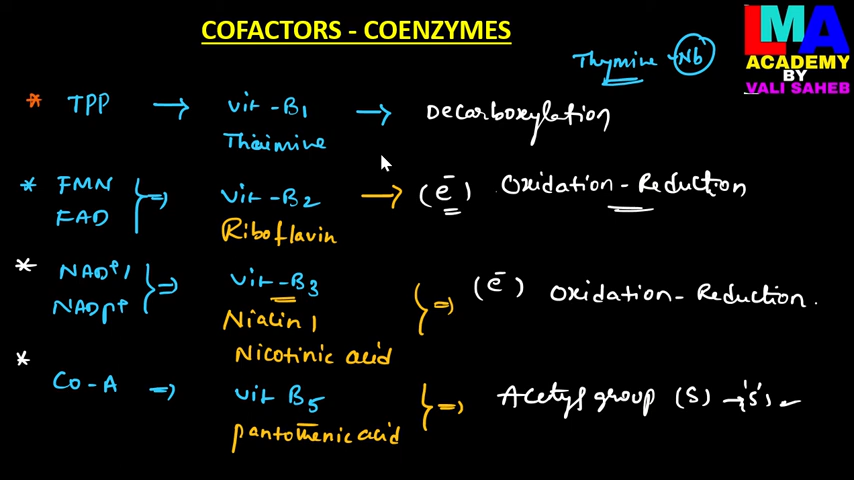 COFACTORS - COENZYMES
LMA
ACADEMY
BY
VALI SAHEB
Thymine - Nb
* TPP → vit-B1 → Decarboxylation
Thaimine
* FMN
FAD ⇒ vit-B2 → (e⁻) Oxidation-Reduction
Riboflavin
* NAD⁺/
NADP⁺ ⇒ vit-B3 ⇒ (e⁻) Oxidation-Reduction.
Niacin/
Nicotinic acid
* Co-A ⇒ vit B5 ⇒ Acetyl group (S) → 'S')
pantothenic acid